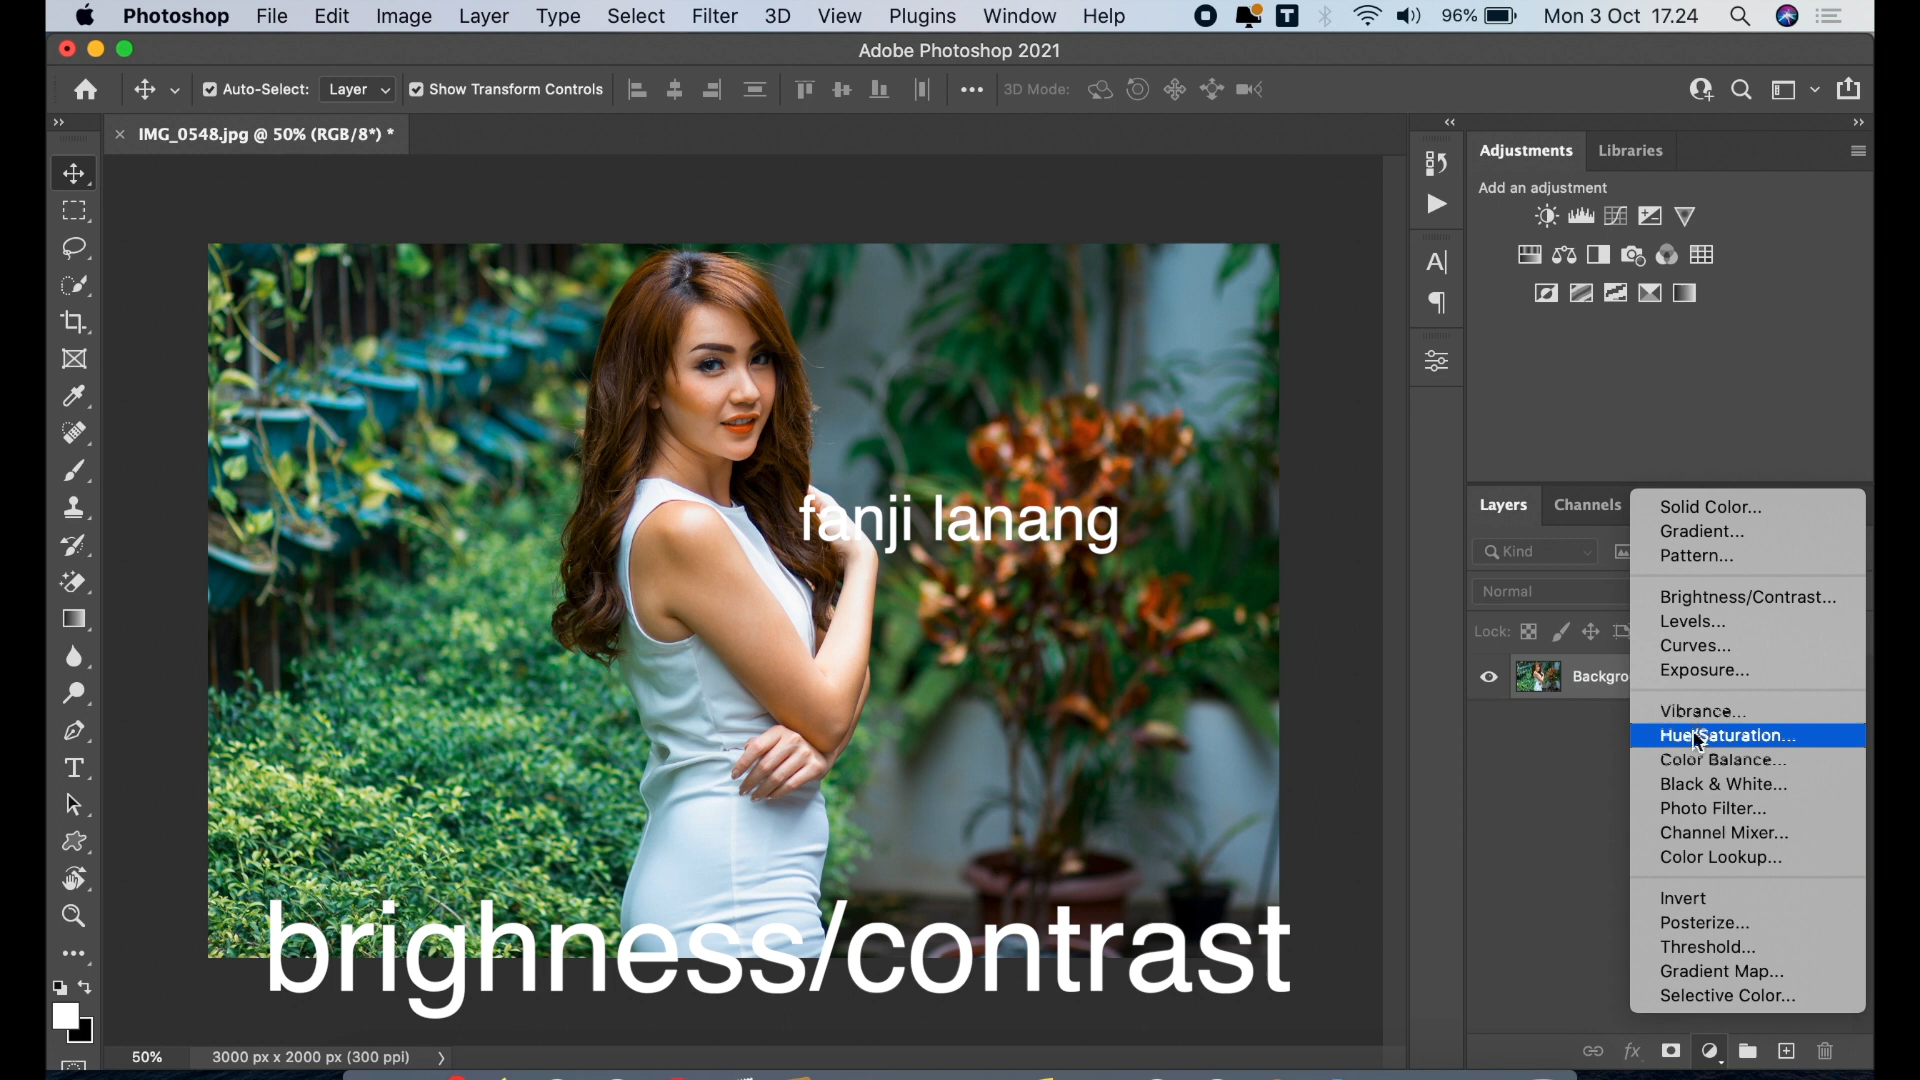 Photoshop File Edit Image Layer Type Select Filter 3D View Plugins Window Help 96% Mon 3 Oct 17.24
Adobe Photoshop 2021
Auto-Select: Layer Show Transform Controls 3D Mode:
× IMG_0548.jpg @ 50% (RGB/8*) *
Adjustments Libraries
Add an adjustment
fanji lanang
brighness/contrast
Layers Channels
Kind
Normal
Lock:
Backgro
Solid Color...
Gradient...
Pattern...
Brightness/Contrast...
Levels...
Curves...
Exposure...
Vibrance...
Hue/Saturation...
Color Balance...
Black & White...
Photo Filter...
Channel Mixer...
Color Lookup...
Invert
Posterize...
Threshold...
Gradient Map...
Selective Color...
fx
50% 3000 px x 2000 px (300 ppi)